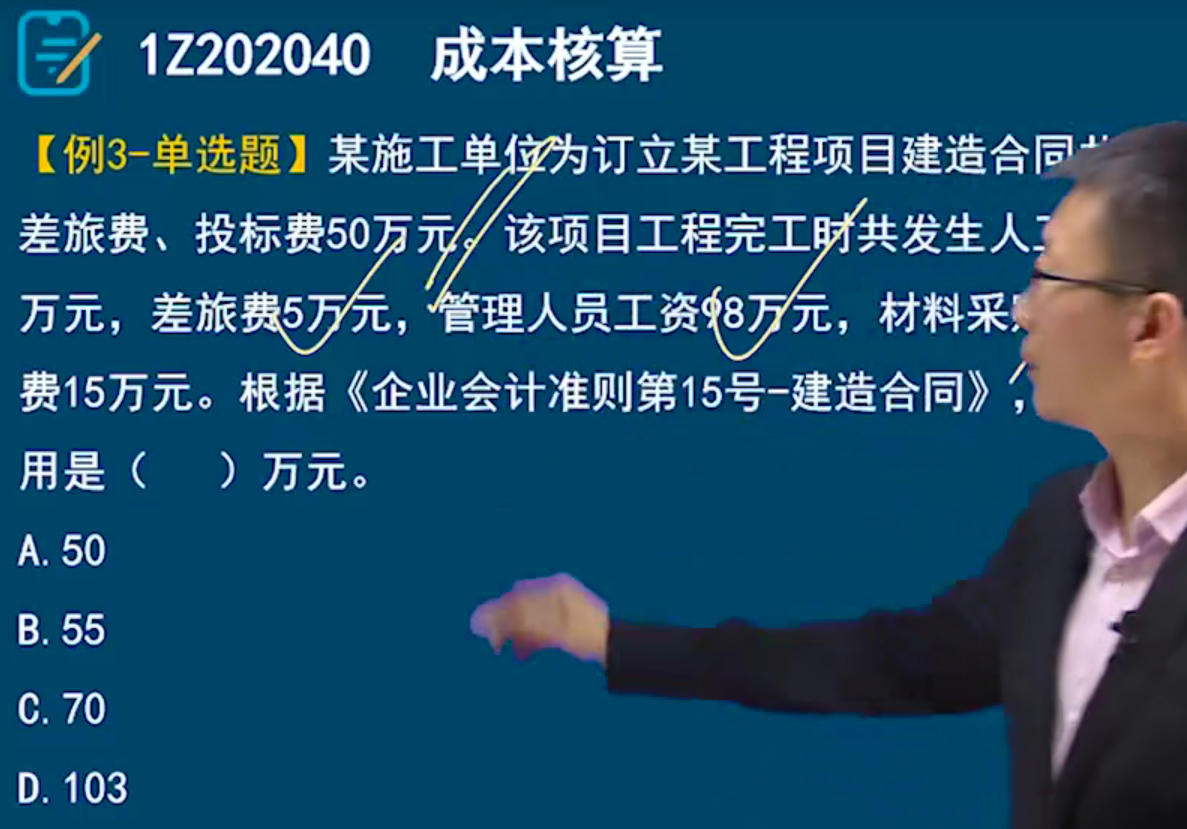 1Z202040 成本核算
【例3-单选题】某施工单位为订立某工程项目建造合同
差旅费、投标费50万元。该项目工程完工时共发生人
万元，差旅费5万元，管理人员工资98万元，材料采
费15万元。根据《企业会计准则第15号-建造合同》，
用是（ ）万元。
A. 50
B. 55
C. 70
D. 103